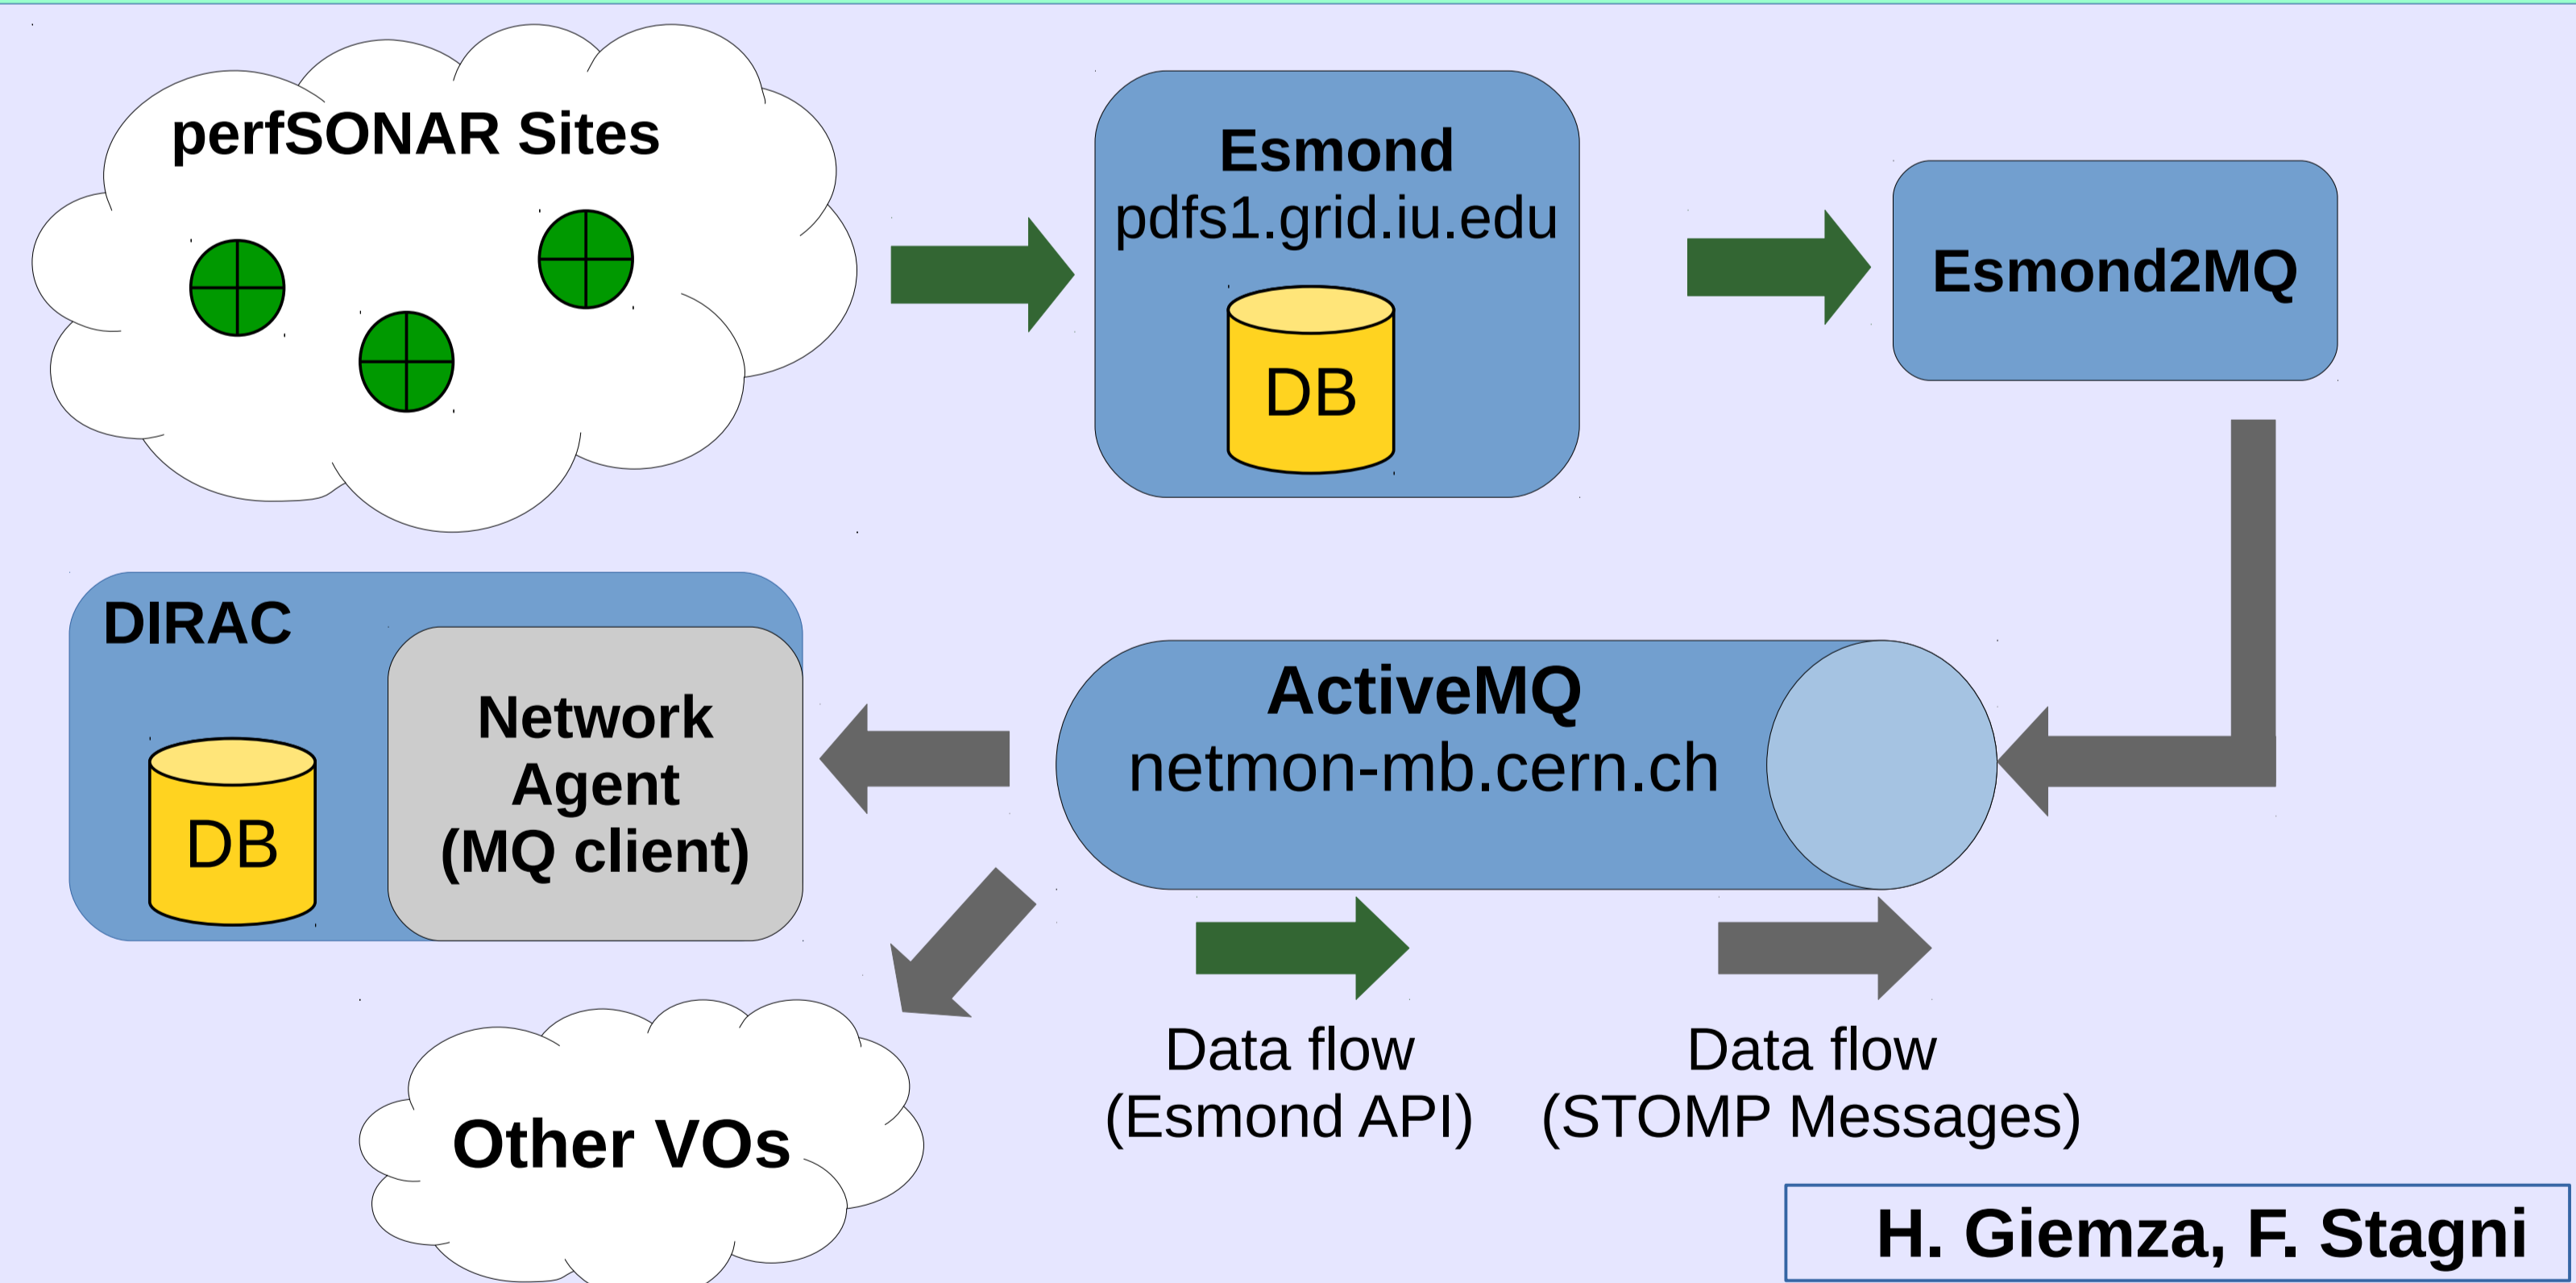 perfSONAR Sites
Esmond
pdfs1.grid.iu.edu
DB
Esmond2MQ
DIRAC
DB
Network
Agent
(MQ client)
ActiveMQ
netmon-mb.cern.ch
Data flow
(Esmond API)
Data flow
(STOMP Messages)
Other VOs
H. Giemza, F. Stagni